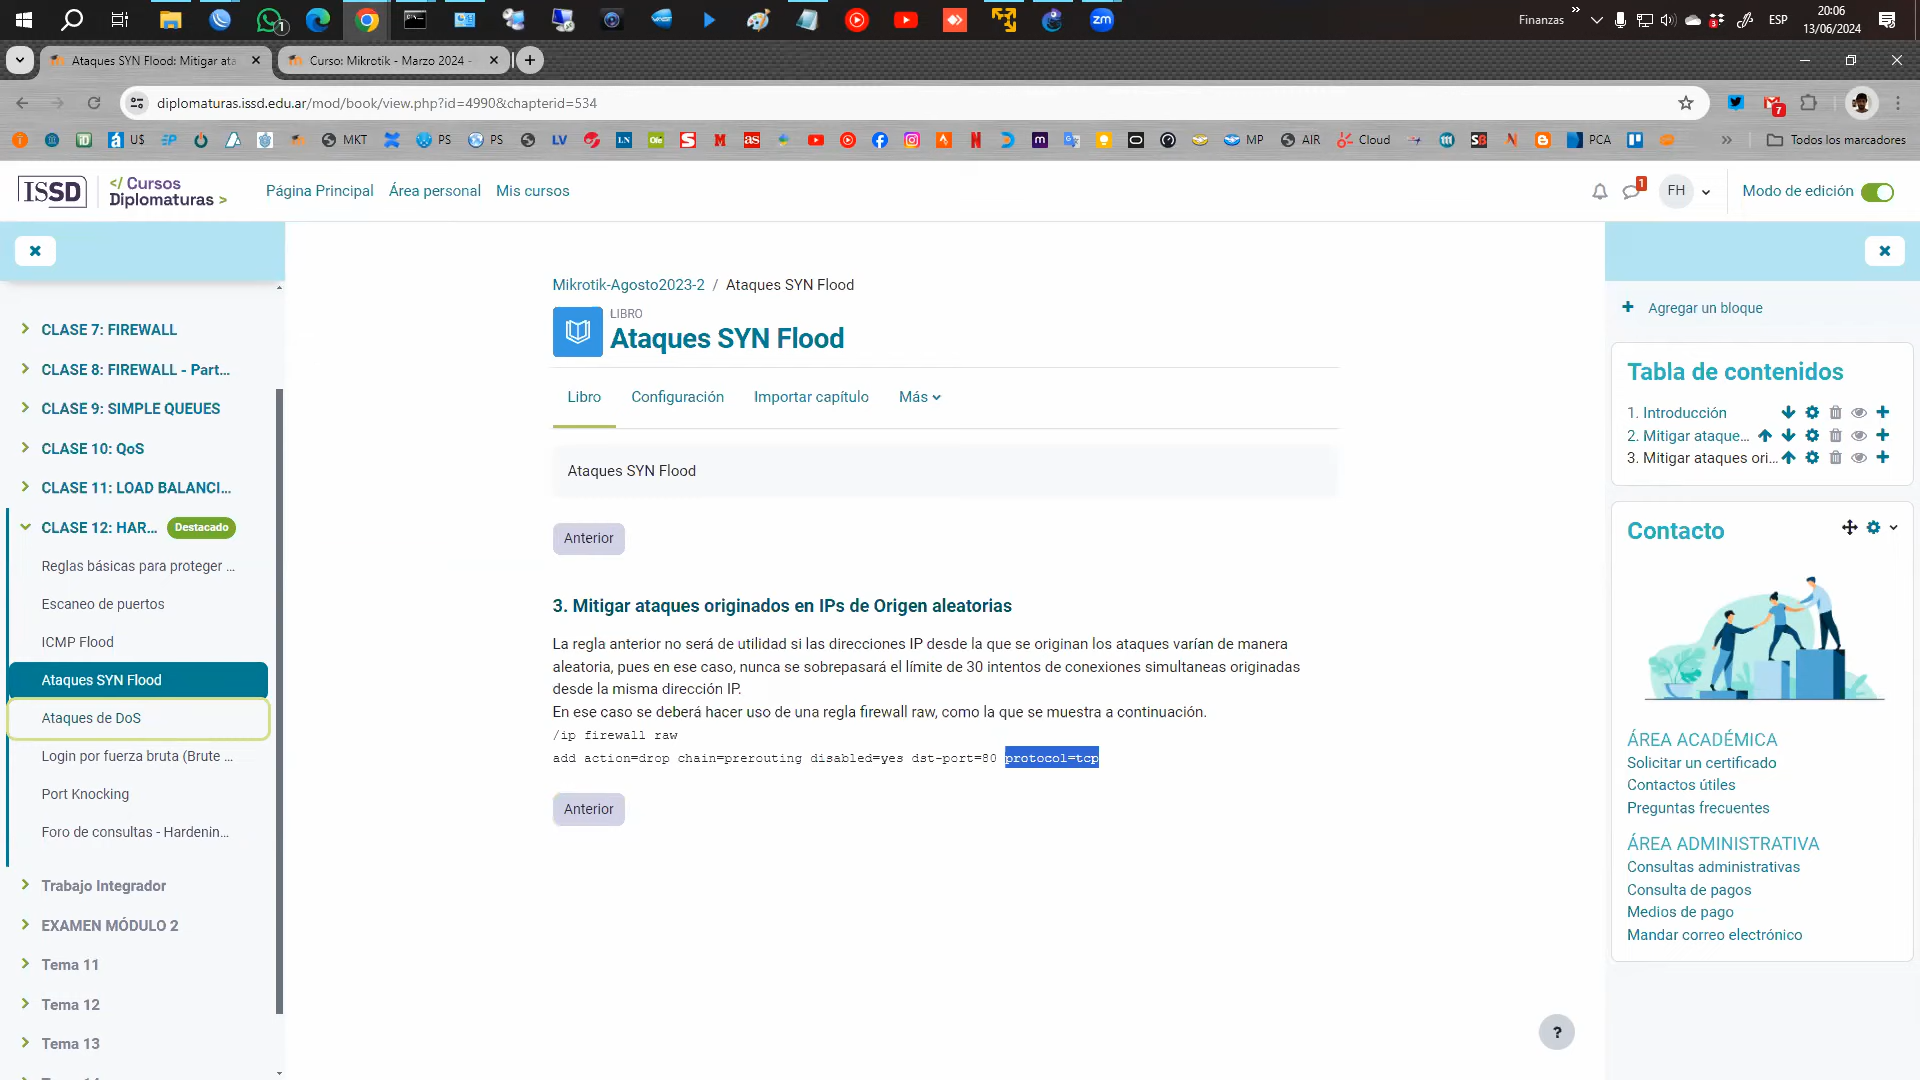 Finanzas
ESP
20:06
13/06/2024
Ataques SYN Flood: Mitigar ata
Curso: Mikrotik - Marzo 2024 -
diplomaturas.issd.edu.ar/mod/book/view.php?id=4990&chapterid=534
U$
MKT
PS
PS
LV
MP
AIR
Cloud
PCA
Todos los marcadores
ISSD
</ Cursos
Diplomaturas >
Página Principal
Área personal
Mis cursos
1
FH
Modo de edición
CLASE 7: FIREWALL
CLASE 8: FIREWALL - Part...
CLASE 9: SIMPLE QUEUES
CLASE 10: QoS
CLASE 11: LOAD BALANCI...
CLASE 12: HAR... Destacado
Reglas básicas para proteger ...
Escaneo de puertos
ICMP Flood
Ataques SYN Flood
Ataques de DoS
Login por fuerza bruta (Brute ...
Port Knocking
Foro de consultas - Hardenin...
Trabajo Integrador
EXAMEN MÓDULO 2
Tema 11
Tema 12
Tema 13
Mikrotik-Agosto2023-2 / Ataques SYN Flood
LIBRO
Ataques SYN Flood
Libro
Configuración
Importar capítulo
Más
Ataques SYN Flood
Anterior
3. Mitigar ataques originados en IPs de Origen aleatorias
La regla anterior no será de utilidad si las direcciones IP desde la que se originan los ataques varían de manera
aleatoria, pues en ese caso, nunca se sobrepasará el límite de 30 intentos de conexiones simultaneas originadas
desde la misma dirección IP.
En ese caso se deberá hacer uso de una regla firewall raw, como la que se muestra a continuación.
/ip firewall raw
add action=drop chain=prerouting disabled=yes dst-port=80 protocol=tcp
Anterior
Agregar un bloque
Tabla de contenidos
1. Introducción
2. Mitigar ataque...
3. Mitigar ataques ori...
Contacto
ÁREA ACADÉMICA
Solicitar un certificado
Contactos útiles
Preguntas frecuentes
ÁREA ADMINISTRATIVA
Consultas administrativas
Consulta de pagos
Medios de pago
Mandar correo electrónico
?